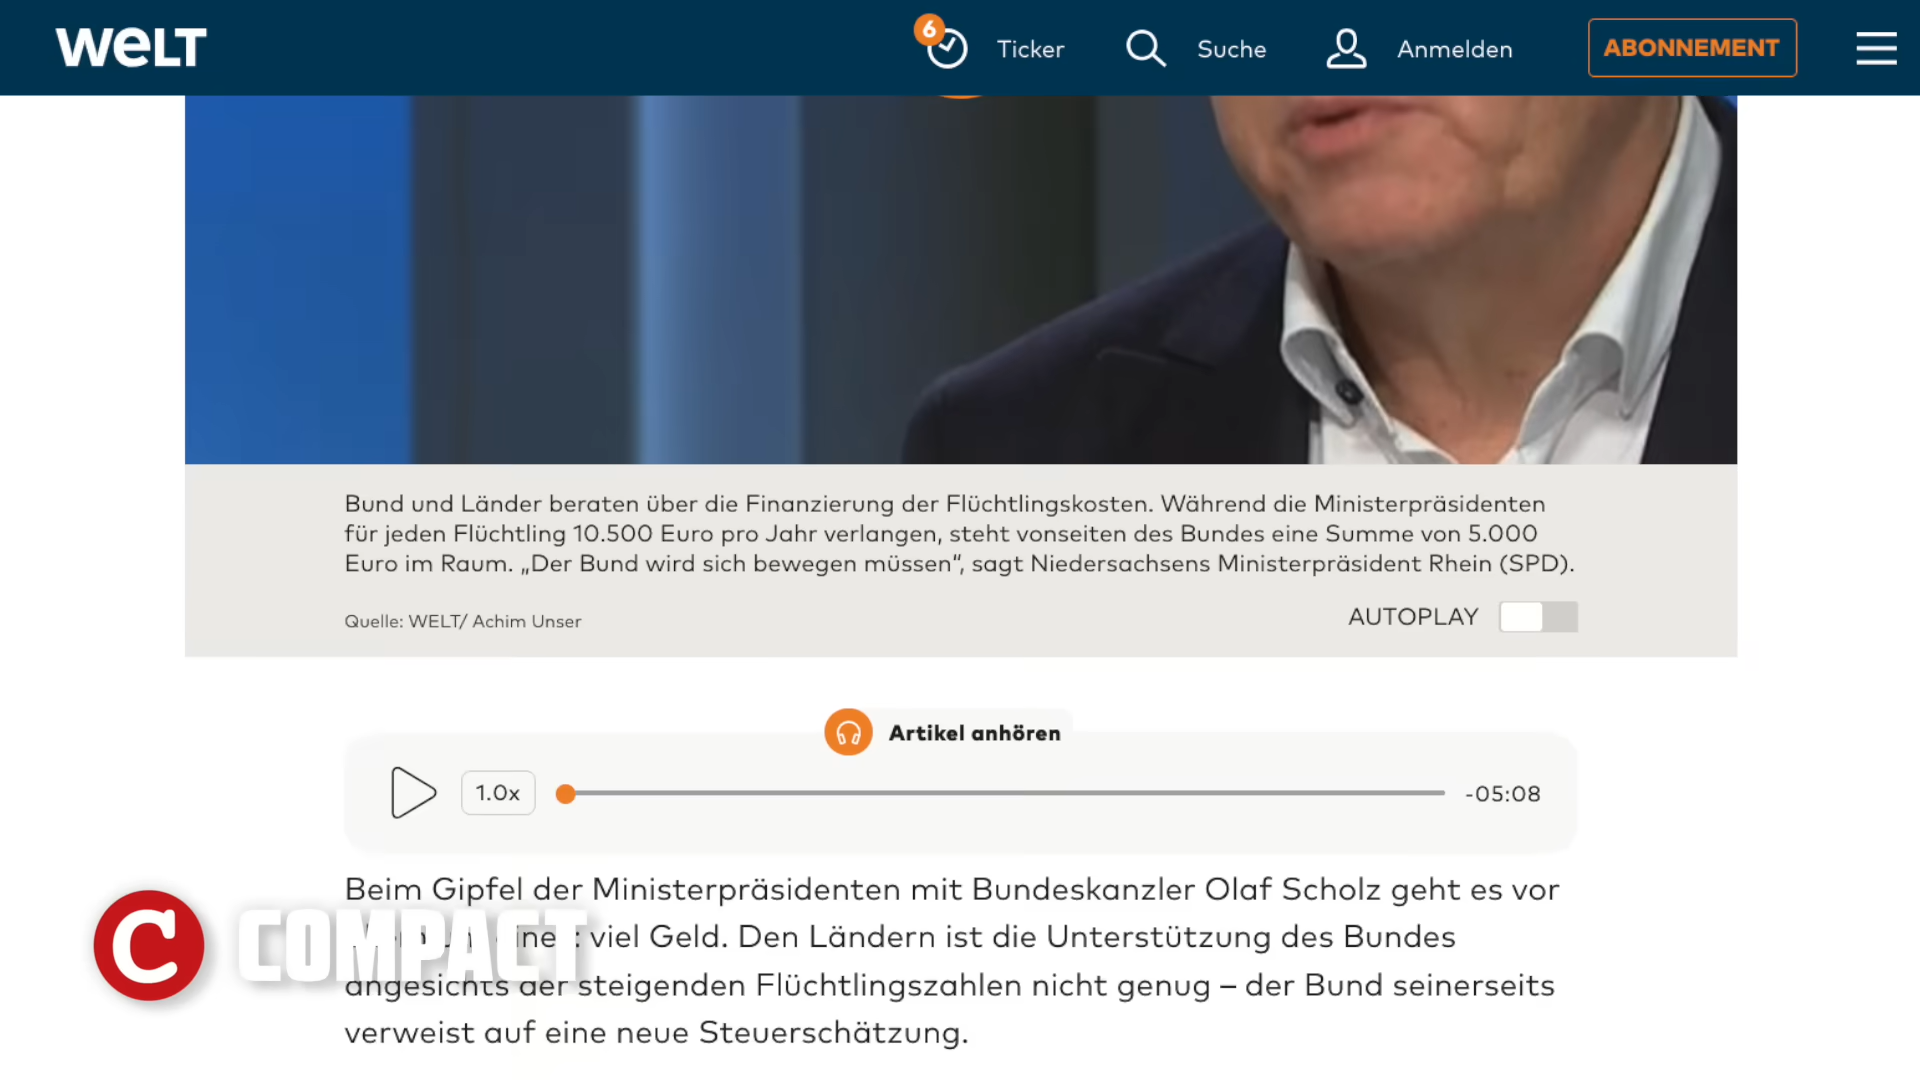 WELT
6
Ticker
Suche
Anmelden
ABONNEMENT
Bund und Länder beraten über die Finanzierung der Flüchtlingskosten. Während die Ministerpräsidenten
für jeden Flüchtling 10.500 Euro pro Jahr verlangen, steht vonseiten des Bundes eine Summe von 5.000
Euro im Raum. „Der Bund wird sich bewegen müssen“, sagt Niedersachsens Ministerpräsident Rhein (SPD).
Quelle: WELT/ Achim Unser
AUTOPLAY
Artikel anhören
1.0x
-05:08
Beim Gipfel der Ministerpräsidenten mit Bundeskanzler Olaf Scholz geht es vor
viel Geld. Den Ländern ist die Unterstützung des Bundes
angesichts der steigenden Flüchtlingszahlen nicht genug – der Bund seinerseits
verweist auf eine neue Steuerschätzung.
C COMPACT